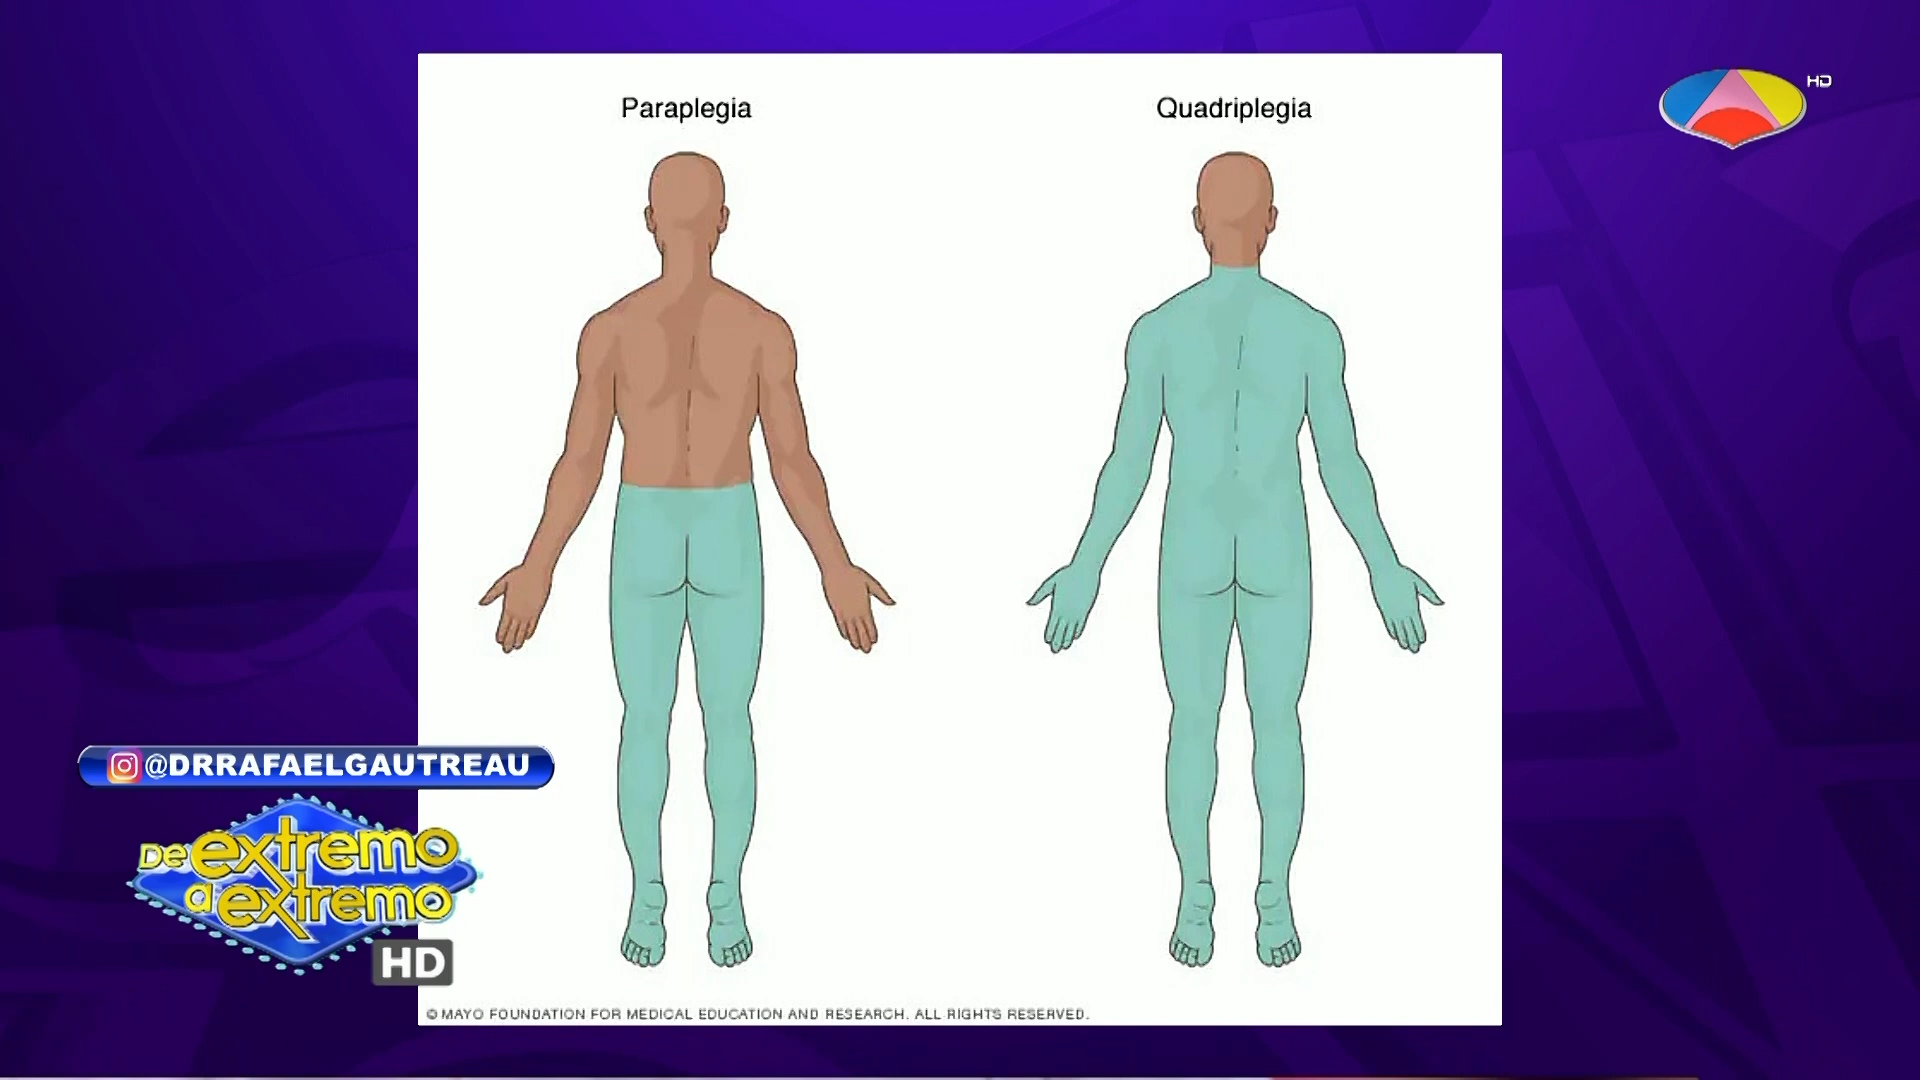 Paraplegia
Quadriplegia
HD
@DRRAFAELGAUTREAU
De extremo
a extremo
HD
© MAYO FOUNDATION FOR MEDICAL EDUCATION AND RESEARCH. ALL RIGHTS RESERVED.